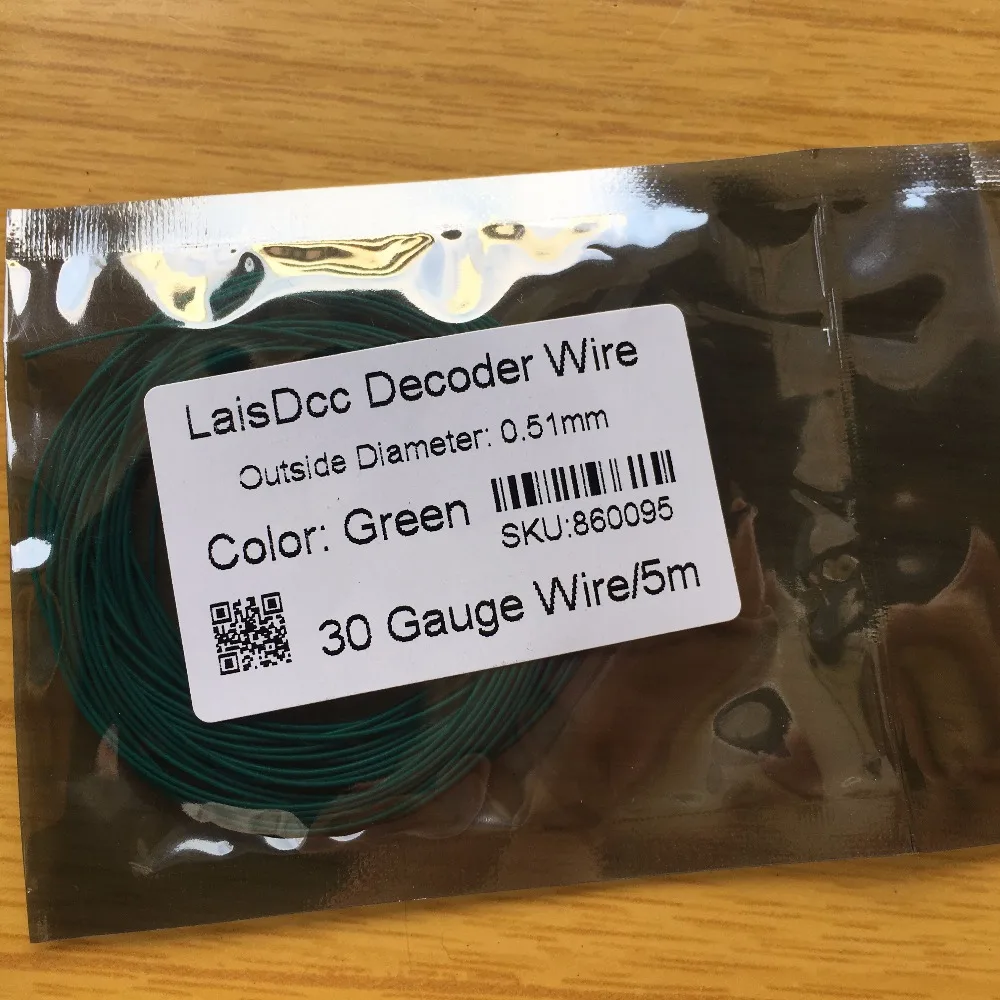 LaisDcc Decoder Wire
Outside Diameter: 0.51mm
Color: Green
SKU:860095
30 Gauge Wire/5m